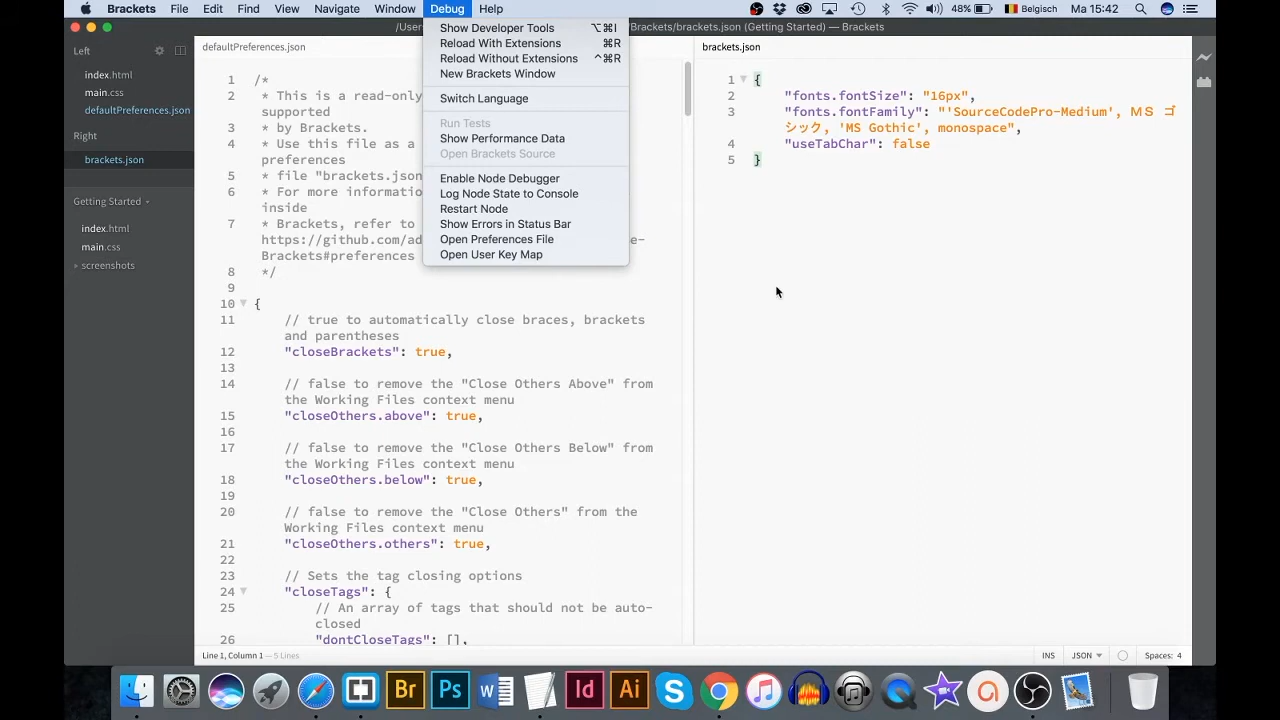 Brackets File Edit Find View Navigate Window Debug Help 48% Belgisch Ma 15:42
/Users
Brackets/brackets.json (Getting Started) — Brackets
Left
index.html
main.css
defaultPreferences.json
Right
brackets.json
Getting Started
index.html
main.css
screenshots
defaultPreferences.json
1 /*
2 * This is a read-only
supported
3 * by Brackets.
4 * Use this file as a
preferences
5 * file "brackets.json
6 * For more information
inside
7 * Brackets, refer to
https://github.com/ad
e-
Brackets#preferences
8 */
9
10 {
11 // true to automatically close braces, brackets
and parentheses
12 "closeBrackets": true,
13
14 // false to remove the "Close Others Above" from
the Working Files context menu
15 "closeOthers.above": true,
16
17 // false to remove the "Close Others Below" from
the Working Files context menu
18 "closeOthers.below": true,
19
20 // false to remove the "Close Others" from the
Working Files context menu
21 "closeOthers.others": true,
22
23 // Sets the tag closing options
24 "closeTags": {
25 // An array of tags that should not be auto-
closed
26 "dontCloseTags": [],
Show Developer Tools ⌥⌘I
Reload With Extensions ⌘R
Reload Without Extensions ^⌘R
New Brackets Window
Switch Language
Run Tests
Show Performance Data
Open Brackets Source
Enable Node Debugger
Log Node State to Console
Restart Node
Show Errors in Status Bar
Open Preferences File
Open User Key Map
brackets.json
1 {
2 "fonts.fontSize": "16px",
3 "fonts.fontFamily": "'SourceCodePro-Medium', ＭＳ ゴ
シック, 'MS Gothic', monospace",
4 "useTabChar": false
5 }
Line 1, Column 1 — 5 Lines
INS JSON Spaces: 4
Br Ps W Id Ai S